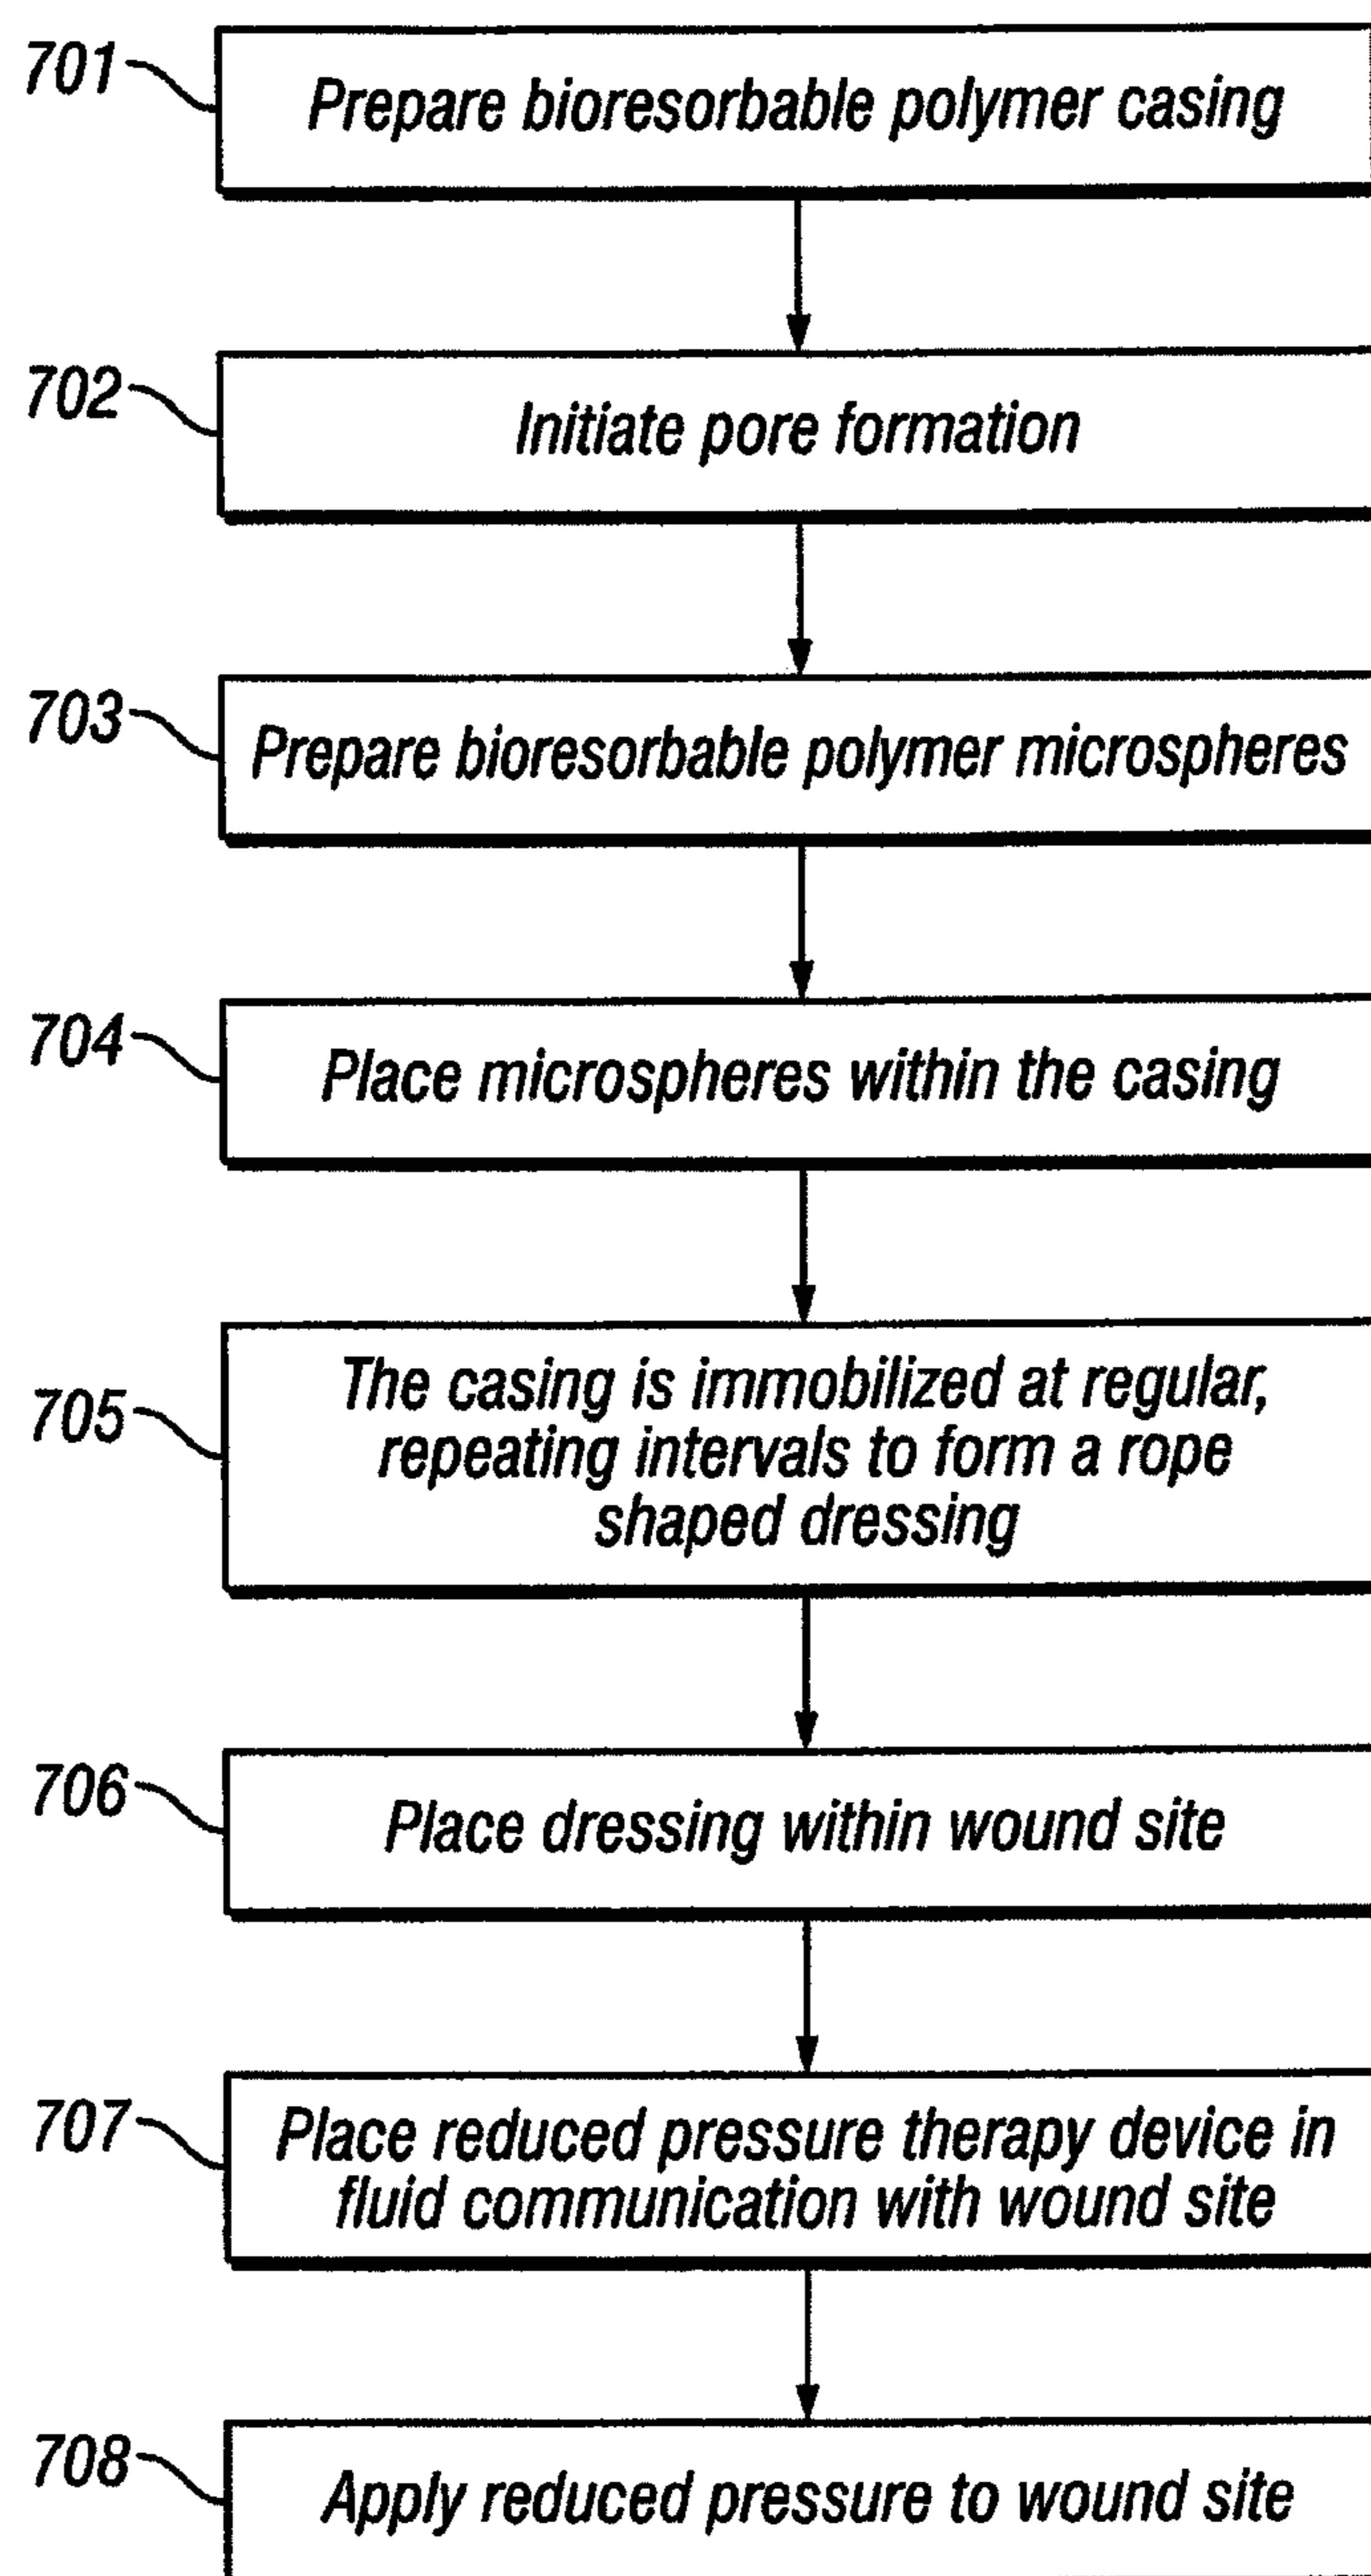 701
Prepare bioresorbable polymer casing
702
Initiate pore formation
703
Prepare bioresorbable polymer microspheres
704
Place microspheres within the casing
705
The casing is immobilized at regular,
repeating intervals to form a rope
shaped dressing
706
Place dressing within wound site
707
Place reduced pressure therapy device in
fluid communication with wound site
708
Apply reduced pressure to wound site